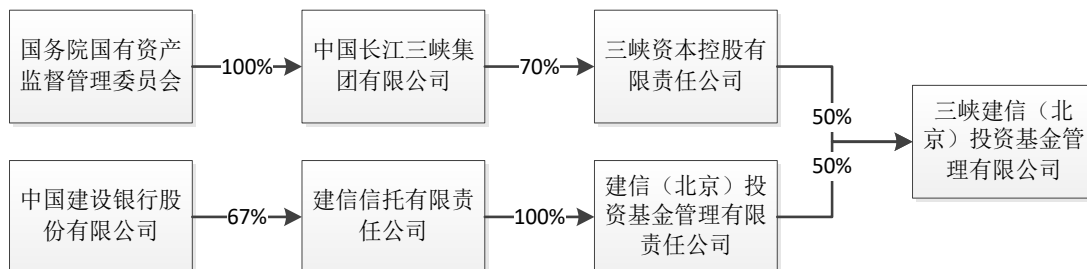 国务院国有资产
监督管理委员会
100%
中国长江三峡集
团有限公司
70%
三峡资本控股有
限责任公司
50%
三峡建信（北
京）投资基金管
理有限公司
50%
中国建设银行股
份有限公司
67%
建信信托有限责
任公司
100%
建信（北京）投
资基金管理有限
责任公司